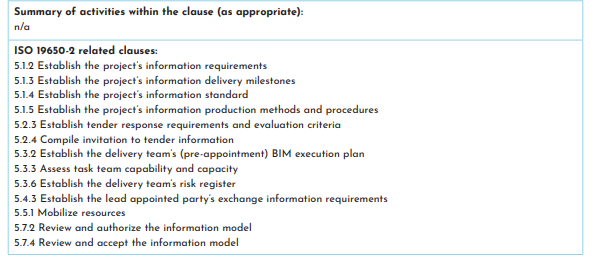 Summary of activities within the clause (as appropriate):
n/a
ISO 19650-2 related clauses:
5.1.2 Establish the project's information requirements
5.1.3 Establish the project's information delivery milestones
5.1.4 Establish the project's information standard
5.1.5 Establish the project's information production methods and procedures
5.2.3 Establish tender response requirements and evaluation criteria
5.2.4 Compile invitation to tender information
5.3.2 Establish the delivery team's (pre-appointment) BIM execution plan
5.3.3 Assess task team capability and capacity
5.3.6 Establish the delivery team's risk register
5.4.3 Establish the lead appointed party's exchange information requirements
5.5.1 Mobilize resources
5.7.2 Review and authorize the information model
5.7.4 Review and accept the information model